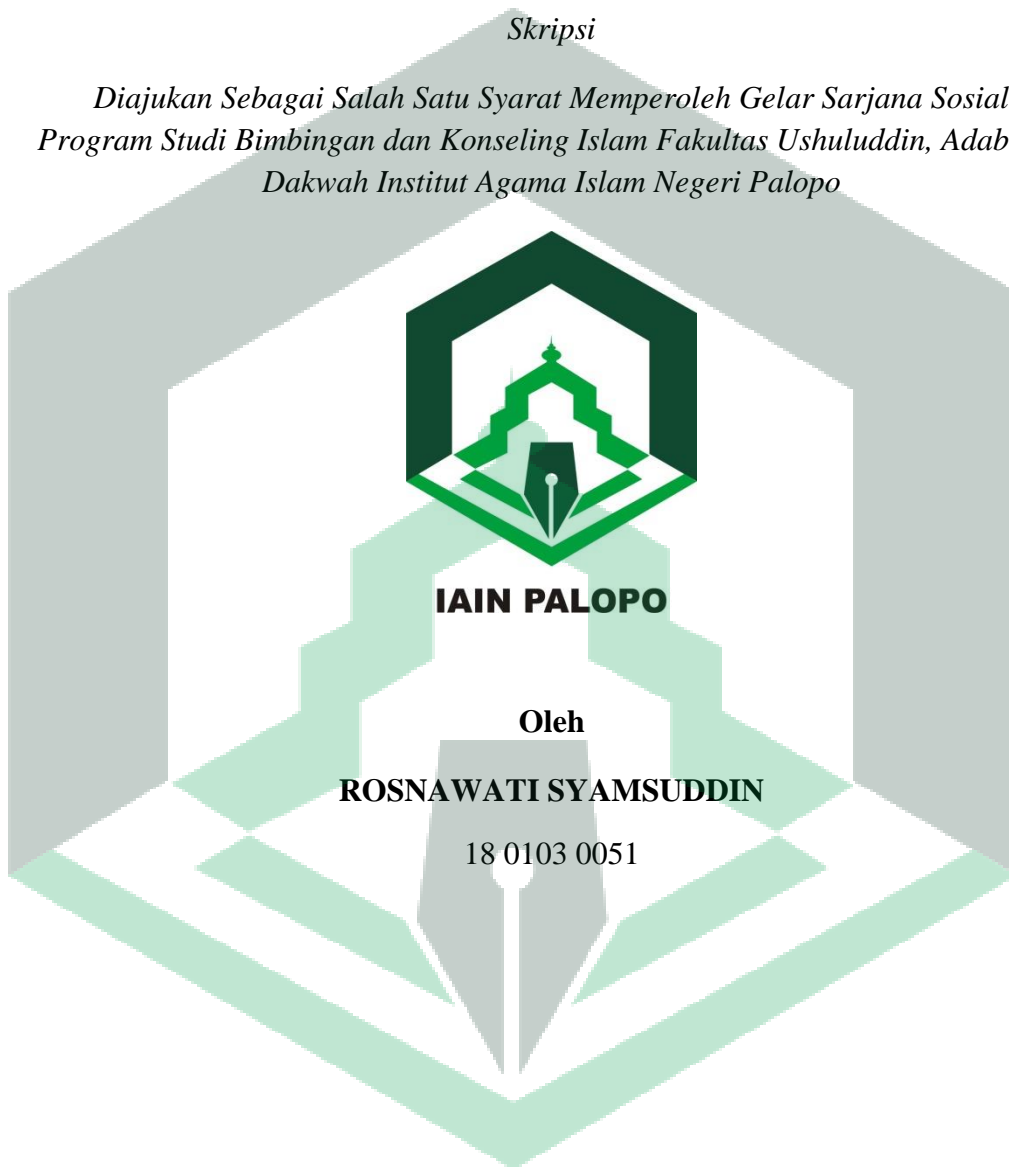 Skripsi
Diajukan Sebagai Salah Satu Syarat Memperoleh Gelar Sarjana Sosial
Program Studi Bimbingan dan Konseling Islam Fakultas Ushuluddin, Adab
Dakwah Institut Agama Islam Negeri Palopo
IAIN PALOPO
Oleh
ROSNAWATI SYAMSUDDIN
18 0103 0051